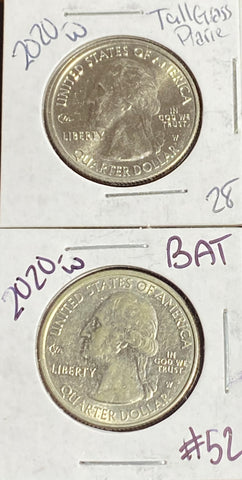 2020-W
TallGrass
Plarie
UNITED STATES OF AMERICA
LIBERTY
IN
GOD WE
TRUST
W
QUARTER DOLLAR
28
2020-W
BAT
UNITED STATES OF AMERICA
LIBERTY
IN
GOD WE
TRUST
W
QUARTER DOLLAR
#52